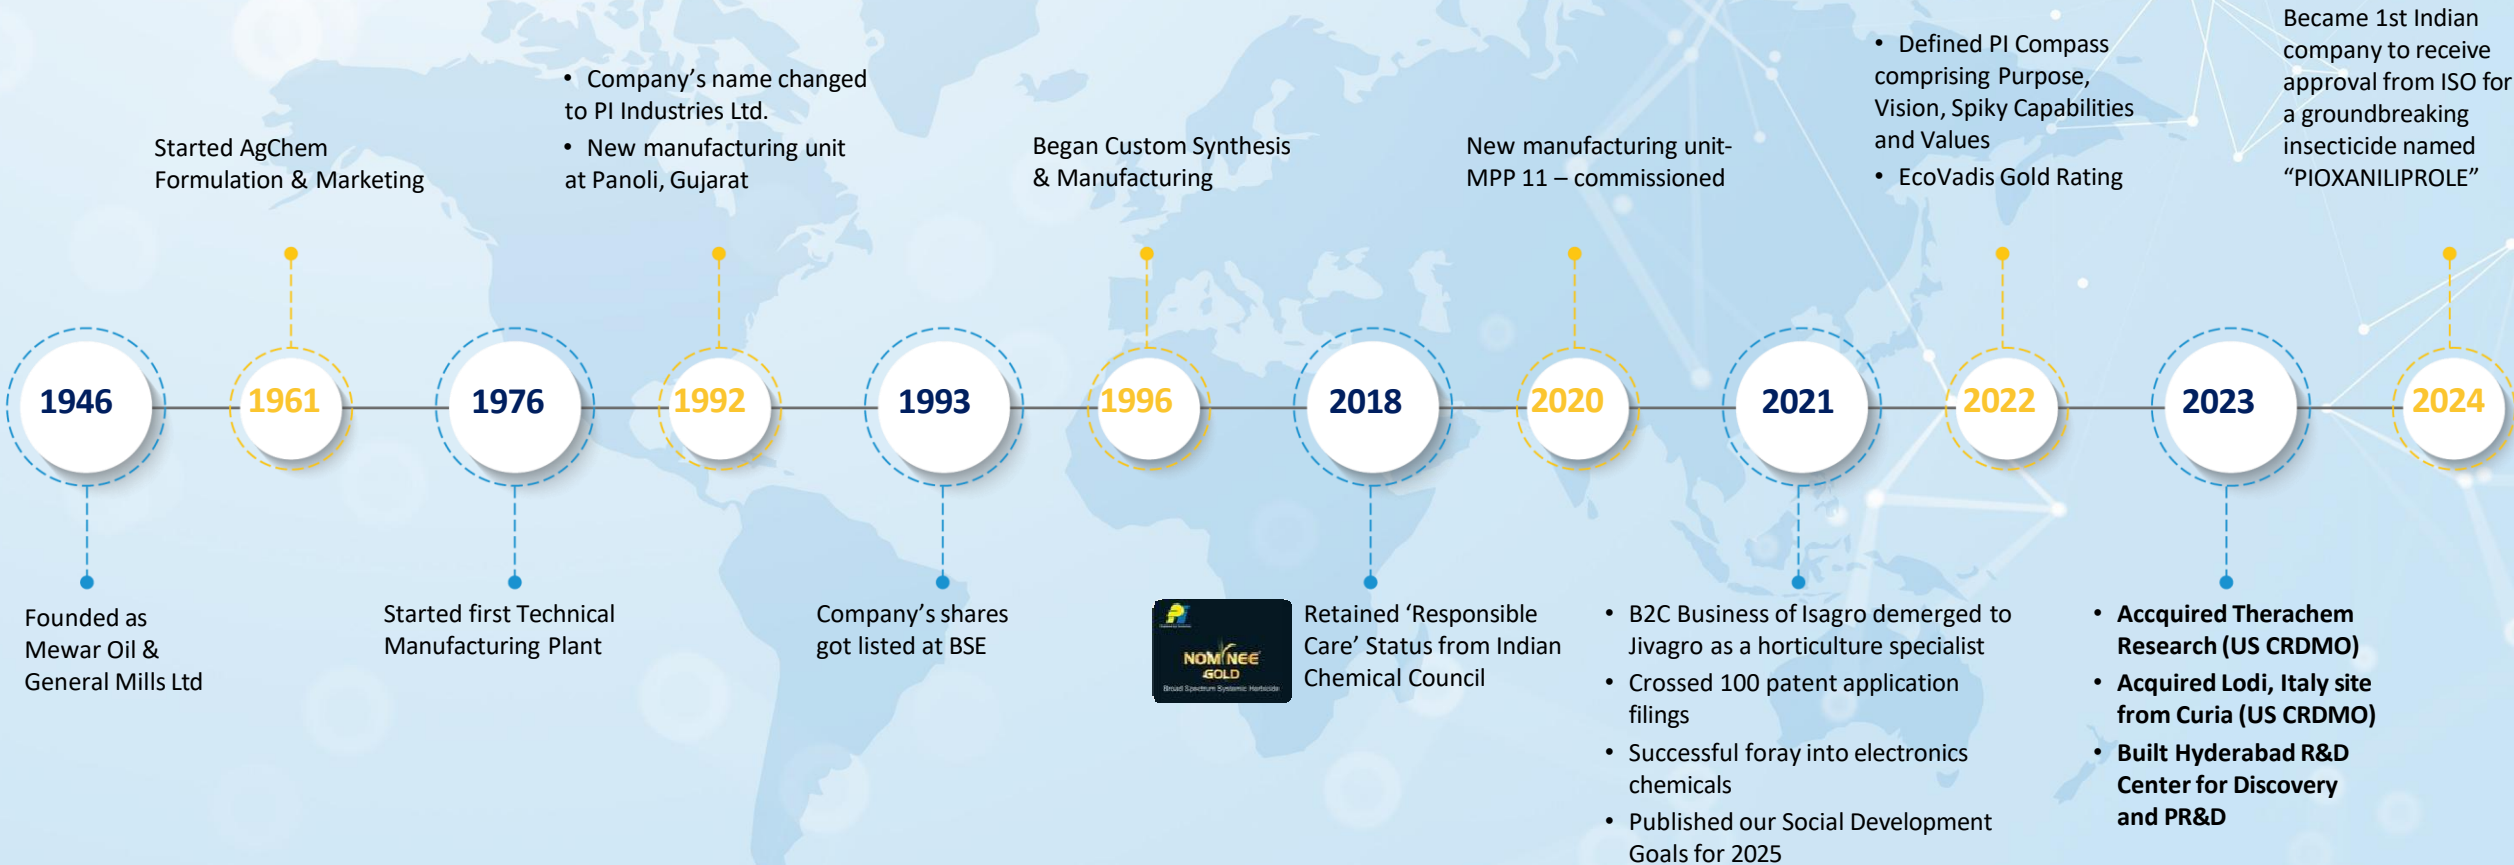 Started AgChem
Formulation & Marketing
• Company’s name changed
to PI Industries Ltd.
• New manufacturing unit
at Panoli, Gujarat
Began Custom Synthesis
& Manufacturing
New manufacturing unit-
MPP 11 – commissioned
• Defined PI Compass
comprising Purpose,
Vision, Spiky Capabilities
and Values
• EcoVadis Gold Rating
Became 1st Indian
company to receive
approval from ISO for
a groundbreaking
insecticide named
“PIOXANILIPROLE”
1946
1961
1976
1992
1993
1996
2018
2020
2021
2022
2023
2024
Founded as
Mewar Oil &
General Mills Ltd
Started first Technical
Manufacturing Plant
Company’s shares
got listed at BSE
NOMINEE
GOLD
Broad Spectrum Systemic Herbicide
Retained ‘Responsible
Care’ Status from Indian
Chemical Council
• B2C Business of Isagro demerged to
Jivagro as a horticulture specialist
• Crossed 100 patent application
filings
• Successful foray into electronics
chemicals
• Published our Social Development
Goals for 2025
• Accquired Therachem
Research (US CRDMO)
• Acquired Lodi, Italy site
from Curia (US CRDMO)
• Built Hyderabad R&D
Center for Discovery
and PR&D